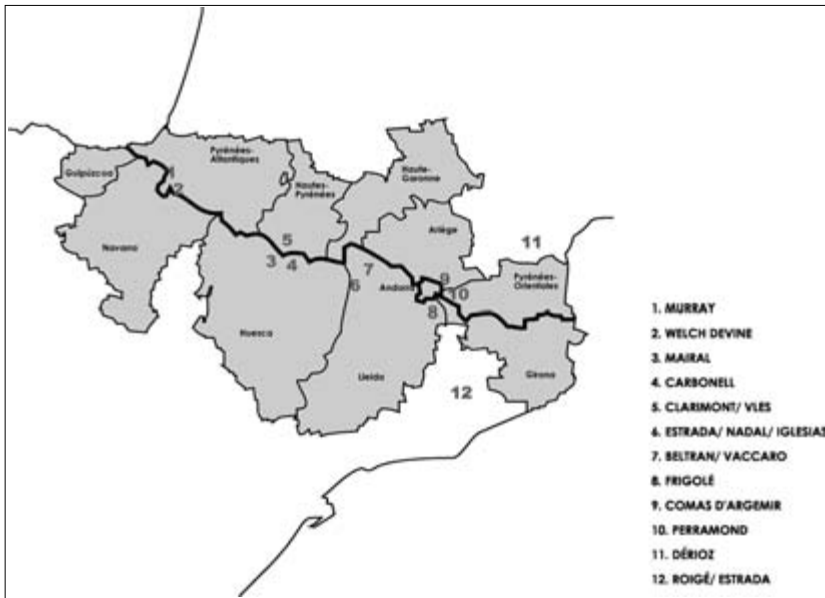 Guipúzcoa
Pyrénées-
Atlantiques
Hautes-
Pyrénées
Haute-
Garonne
Navarra
Ariège
Huesca
Andorra
Pyrénées-
Orientales
Lleida
Girona
1
2
3
4
5
6
7
8
9
10
11
12
1. MURRAY
2. WELCH DEVINE
3. MAIRAL
4. CARBONELL
5. CLARIMONT/ VLES
6. ESTRADA/ NADAL/ IGLESIAS
7. BELTRAN/ VACCARO
8. FRIGOLÉ
9. COMAS D'ARGEMIR
10. PERRAMOND
11. DÉRIOZ
12. ROIGÉ/ ESTRADA